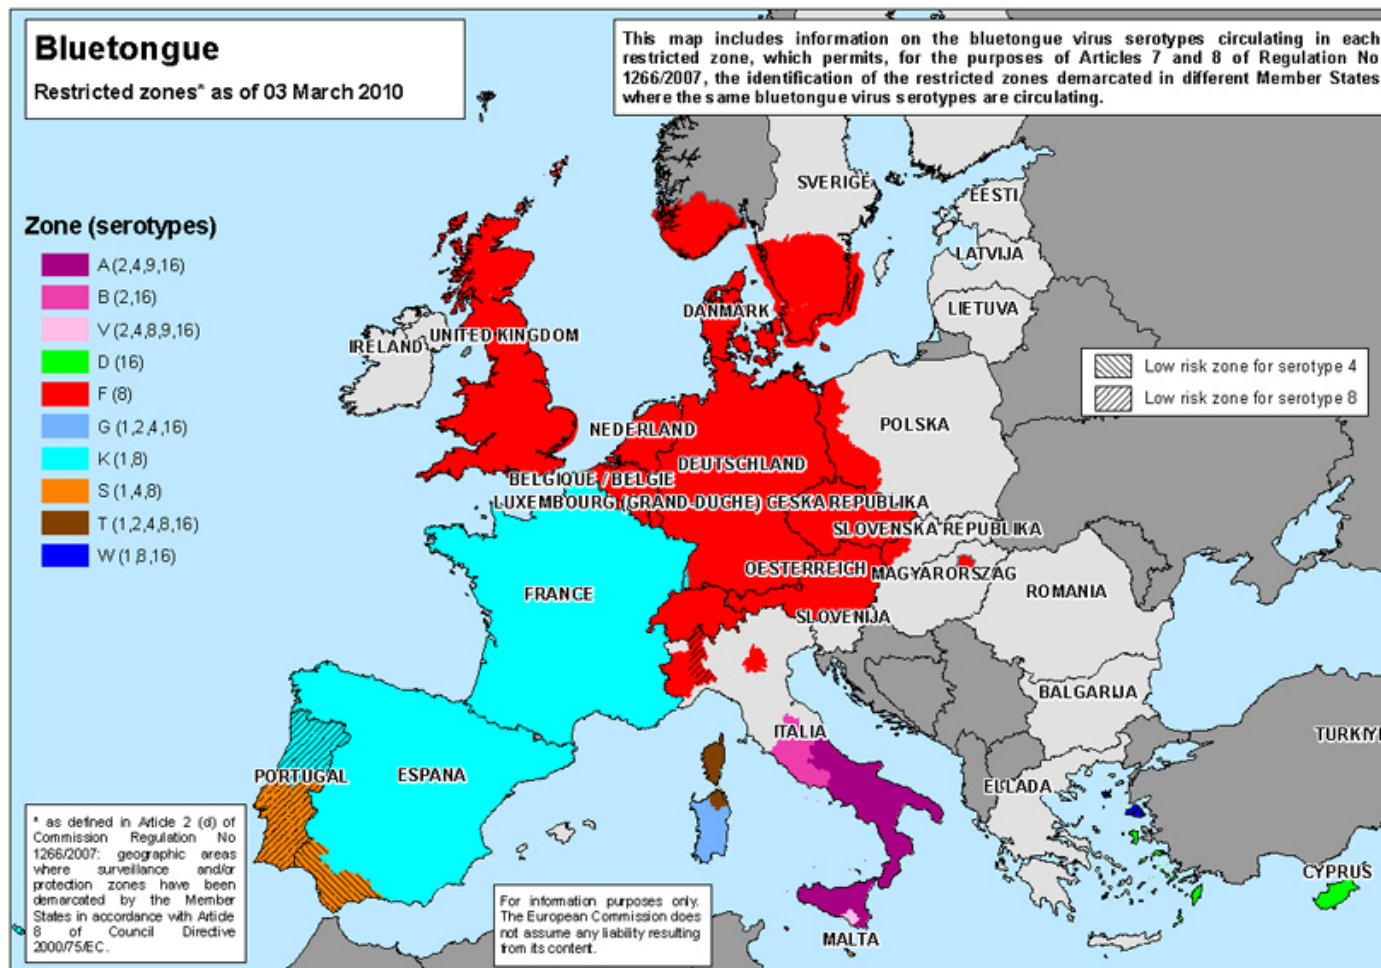 Bluetongue
Restricted zones* as of 03 March 2010
This map includes information on the bluetongue virus serotypes circulating in each
restricted zone, which permits, for the purposes of Articles 7 and 8 of Regulation No
1266/2007, the identification of the restricted zones demarcated in different Member States
where the same bluetongue virus serotypes are circulating.
Zone (serotypes)
A (2,4,9,16)
B (2,16)
V (2,4,8,9,16)
D (16)
F (8)
G (1,2,4,16)
K (1,8)
S (1,4,8)
T (1,2,4,8,16)
W (1,8,16)
Low risk zone for serotype 4
Low risk zone for serotype 8
SVERIGE
EESTI
LATVIJA
LIETUVA
DANMARK
IRELAND
UNITED KINGDOM
POLSKA
NEDERLAND
DEUTSCHLAND
BELGIQUE / BELGIE
LUXEMBOURG (GRAND-DUCHE)
CESKA REPUBLIKA
SLOVENSKA REPUBLIKA
OESTERREICH
MAGYARORSZAG
FRANCE
ROMANIA
SLOVENIJA
BALGARIJA
ITALIA
TURKIYE
PORTUGAL
ESPANA
ELLADA
CYPRUS
MALTA
* as defined in Article 2 (d) of
Commission Regulation No
1266/2007: geographic areas
where surveillance and/or
protection zones have been
demarcated by the Member
States in accordance with Article
8 of Council Directive
2000/75/EC.
For information purposes only.
The European Commission does
not assume any liability resulting
from its content.